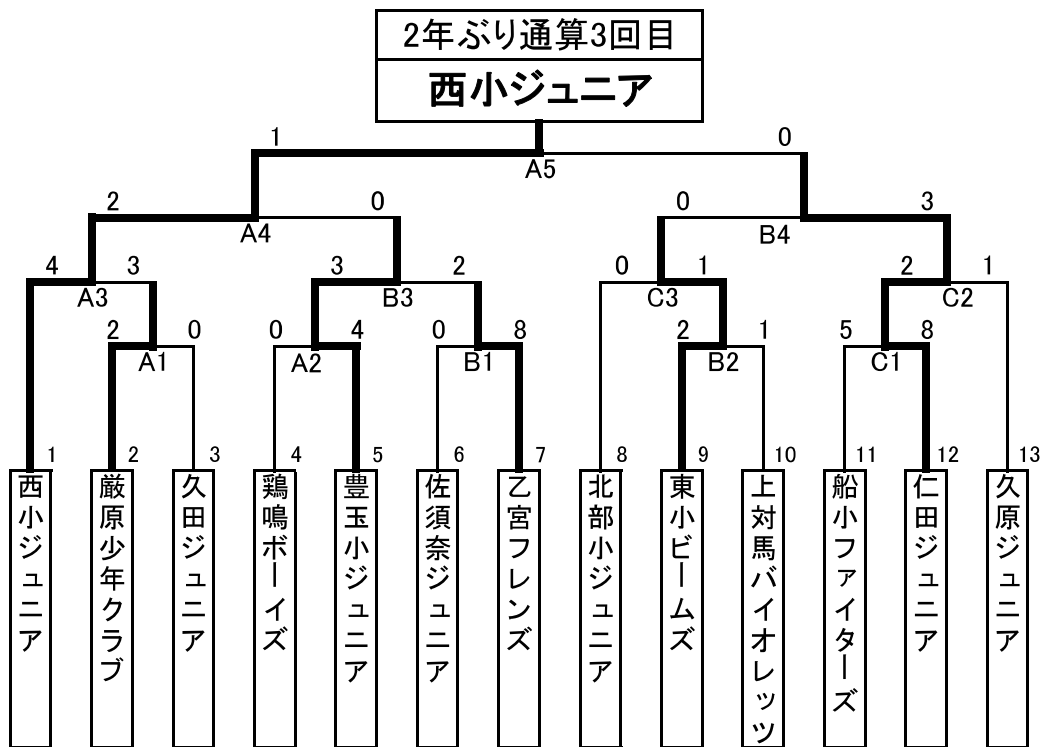 2年ぶり通算3回目
西小ジュニア
1 0
A5
2 0 0 3
A4 B4
4 3 3 2 0 1 2 1
A3 B3 C3 C2
2 0 0 4 0 8 2 1 5 8
A1 A2 B1 B2 C1
1 2 3 4 5 6 7 8 9 10 11 12 13
西小ジュニア
厳原少年クラブ
久田ジュニア
鶏鳴ボーイズ
豊玉小ジュニア
佐須奈ジュニア
乙宮フレンズ
北部小ジュニア
東小ビームズ
上対馬バイオレッツ
船小ファイターズ
仁田ジュニア
久原ジュニア